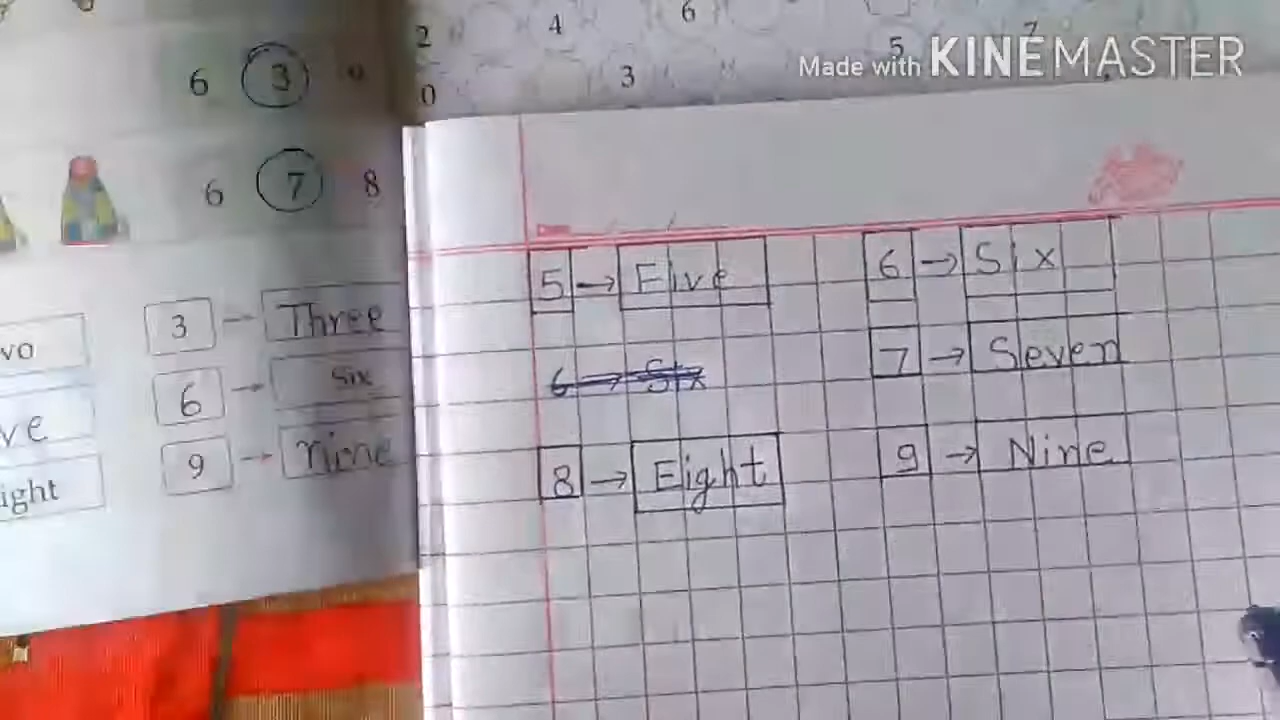 2 4 6
5 7
0 3
Made with KINEMASTER
6 3 9
6 7 8
vo
ve
ight
3 → Three
6 → Six
9 → nine
5 → Five 6 → Six
6 → Six 7 → Seven
8 → Eight 9 → Nine